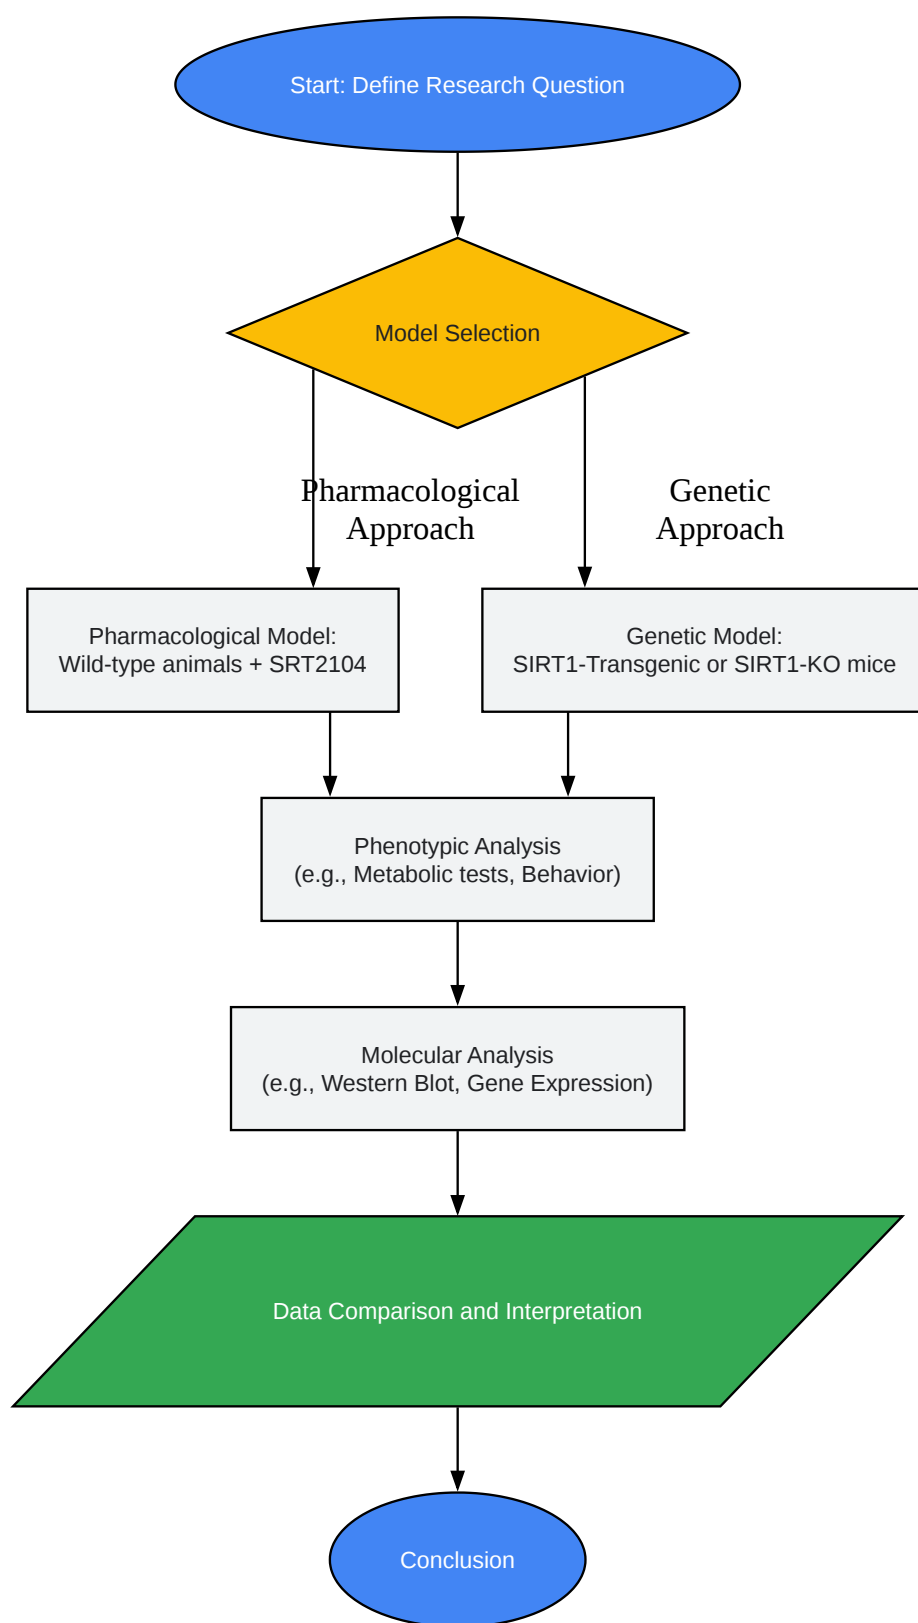 Start: Define Research Question
Model Selection
Pharmacological
Approach
Genetic
Approach
Pharmacological Model:
Wild-type animals + SRT2104
Genetic Model:
SIRT1-Transgenic or SIRT1-KO mice
Phenotypic Analysis
(e.g., Metabolic tests, Behavior)
Molecular Analysis
(e.g., Western Blot, Gene Expression)
Data Comparison and Interpretation
Conclusion